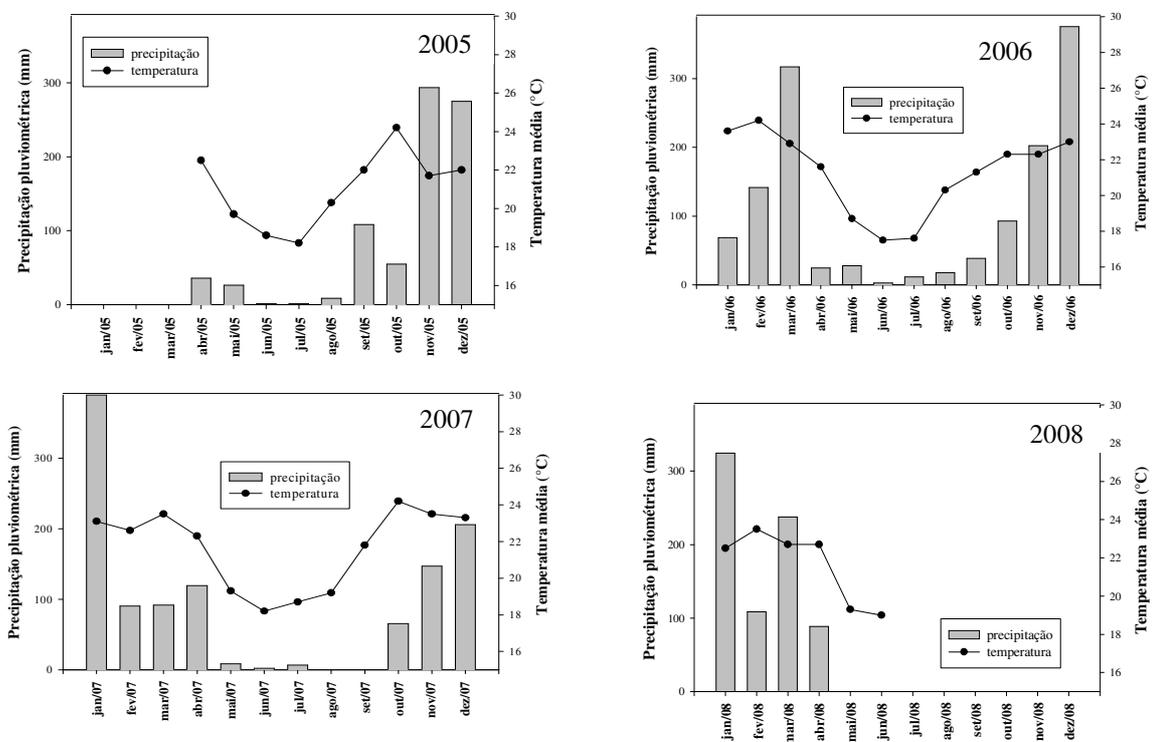 2005
precipitação
temperatura
Precipitação pluviométrica (mm)
300
200
100
0
30
28
26
24
22
20
18
16
Temperatura média (°C)
jan/05
fev/05
mar/05
abr/05
mai/05
jun/05
jul/05
ago/05
set/05
out/05
nov/05
dez/05
2006
precipitação
temperatura
Precipitação pluviométrica (mm)
300
200
100
0
30
28
26
24
22
20
18
16
Temperatura média (°C)
jan/06
fev/06
mar/06
abr/06
mai/06
jun/06
jul/06
ago/06
set/06
out/06
nov/06
dez/06
2007
precipitação
temperatura
Precipitação pluviométrica (mm)
300
200
100
0
30
28
26
24
22
20
18
16
Temperatura média (°C)
jan/07
fev/07
mar/07
abr/07
mai/07
jun/07
jul/07
ago/07
set/07
out/07
nov/07
dez/07
2008
precipitação
temperatura
Precipitação pluviométrica (mm)
300
200
100
0
30
28
26
24
22
20
18
16
Temperatura média (°C)
jan/08
fev/08
mar/08
abr/08
mai/08
jun/08
jul/08
ago/08
set/08
out/08
nov/08
dez/08